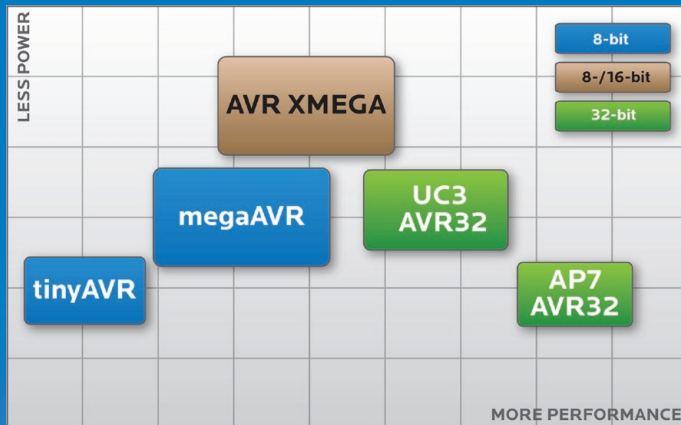 LESS POWER
8-bit
8-/16-bit
32-bit
AVR XMEGA
megaAVR
UC3
AVR32
tinyAVR
AP7
AVR32
MORE PERFORMANCE